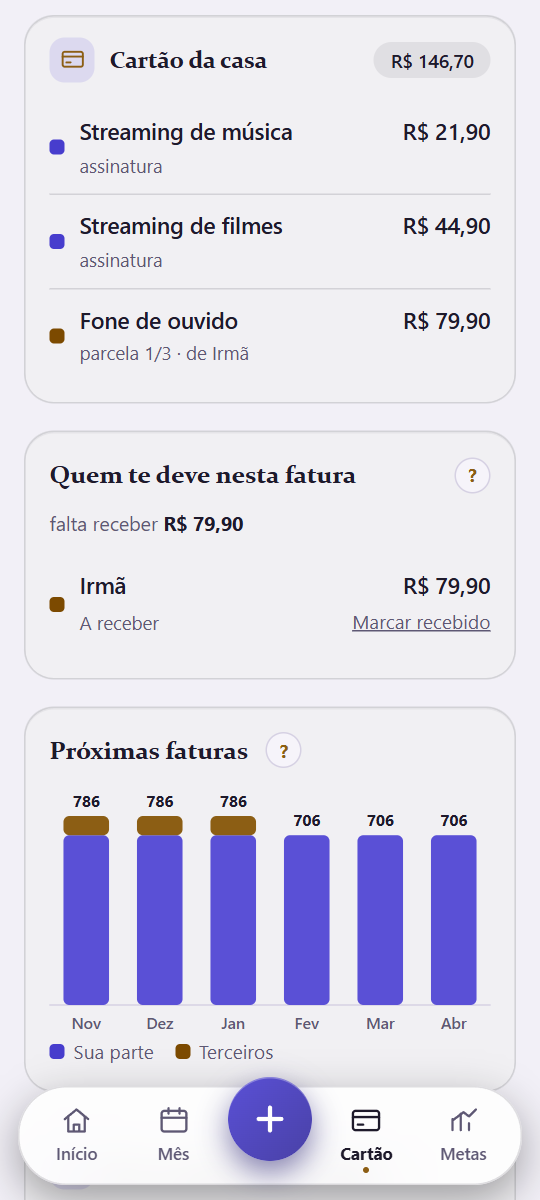 Cartão da casa R$ 146,70
Streaming de música R$ 21,90
assinatura
Streaming de filmes R$ 44,90
assinatura
Fone de ouvido R$ 79,90
parcela 1/3 · de Irmã
Quem te deve nesta fatura ?
falta receber R$ 79,90
Irmã R$ 79,90
A receber Marcar recebido
Próximas faturas ?
786 786 786 706 706 706
Nov Dez Jan Fev Mar Abr
Sua parte Terceiros
Início Mês + Cartão Metas